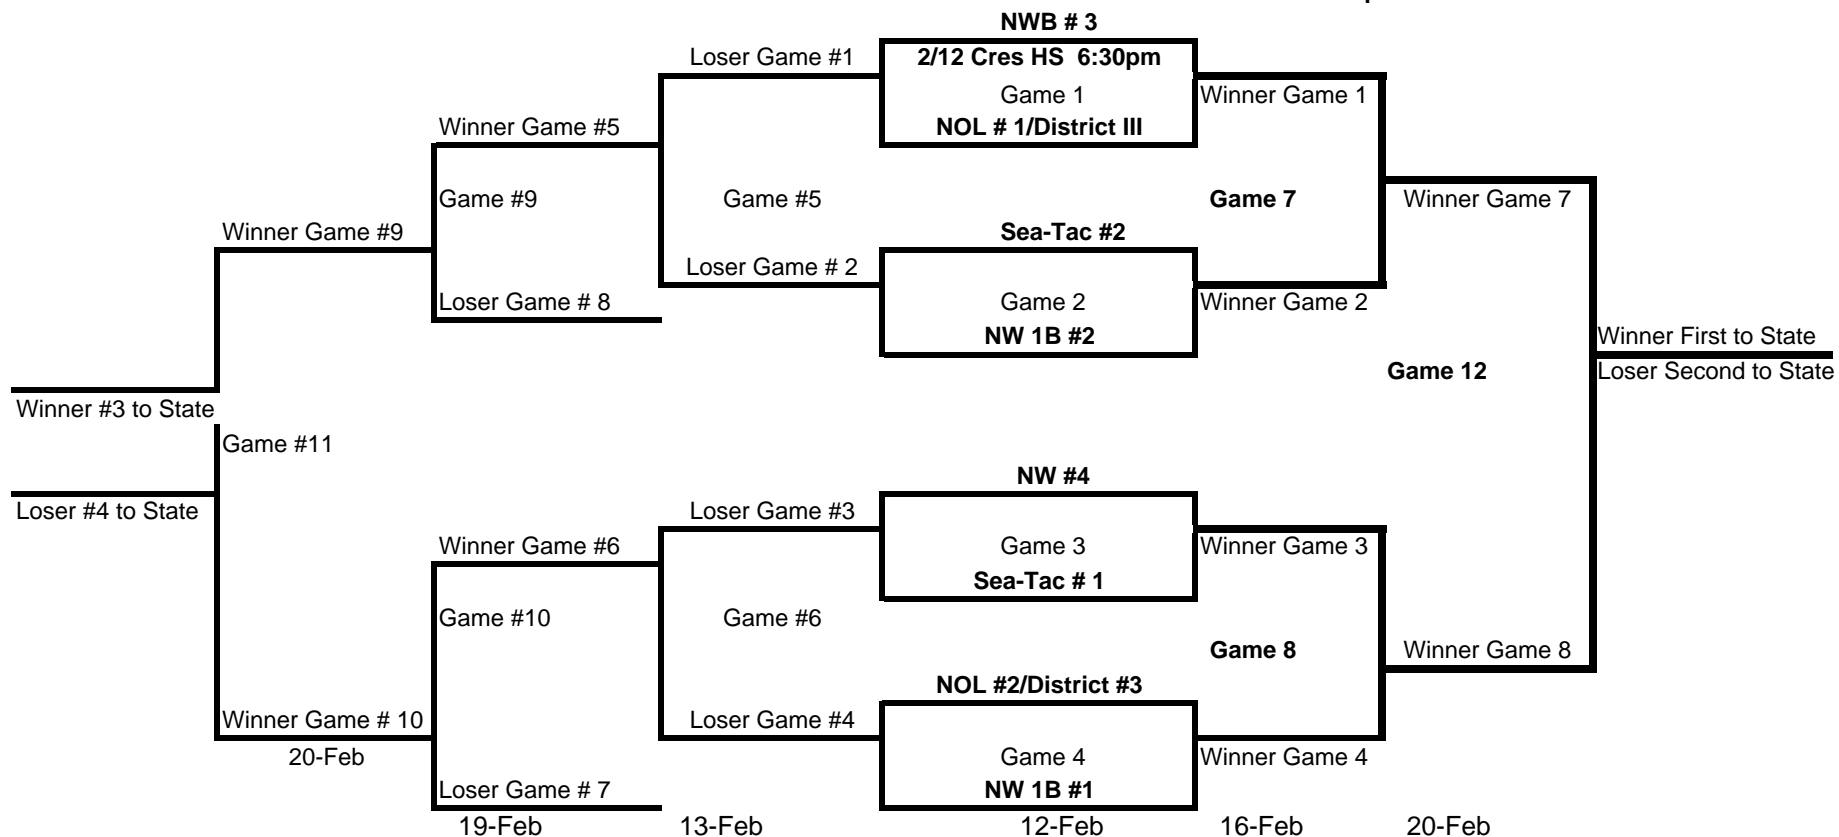 NWB # 3
Loser Game #1
2/12 Cres HS  6:30pm
Game 1
Winner Game 1
Winner Game #5
NOL # 1/District III
Game #9
Game #5
Game 7
Winner Game 7
Winner Game #9
Sea-Tac #2
Loser Game # 2
Loser Game # 8
Game 2
Winner Game 2
NW 1B #2
Winner First to State
Game 12
Loser Second to State
Winner #3 to State
Game #11
NW #4
Loser #4 to State
Loser Game #3
Winner Game #6
Game 3
Winner Game 3
Sea-Tac # 1
Game #10
Game #6
Game 8
Winner Game 8
NOL #2/District #3
Winner Game # 10
Loser Game #4
20-Feb
Game 4
Winner Game 4
Loser Game # 7
NW 1B #1
19-Feb
13-Feb
12-Feb
16-Feb
20-Feb